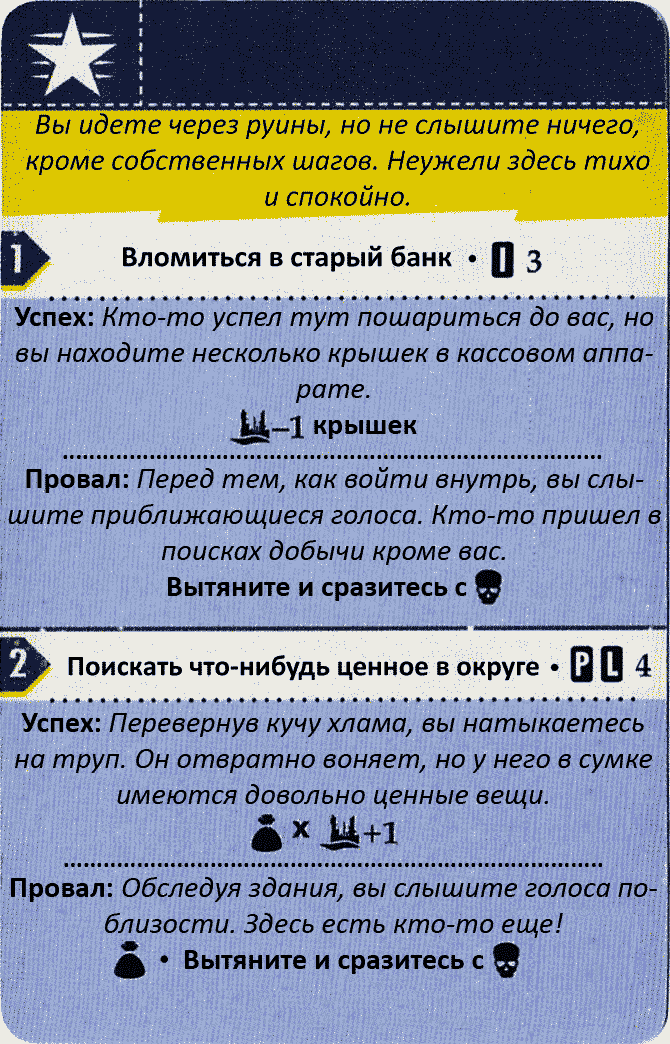 Вы идете через руины, но не слышите ничего,
кроме собственных шагов. Неужели здесь тихо
и спокойно.
1 Вломиться в старый банк • I 3
Успех: Кто-то успел тут пошариться до вас, но
вы находите несколько крышек в кассовом аппа-
рате.
–1 крышек
Провал: Перед тем, как войти внутрь, вы слы-
шите приближающиеся голоса. Кто-то пришел в
поисках добычи кроме вас.
Вытяните и сразитесь с
2 Поискать что-нибудь ценное в округе • P L 4
Успех: Перевернув кучу хлама, вы натыкаетесь
на труп. Он отвратно воняет, но у него в сумке
имеются довольно ценные вещи.
x +1
Провал: Обследуя здания, вы слышите голоса по-
близости. Здесь есть кто-то еще!
• Вытяните и сразитесь с